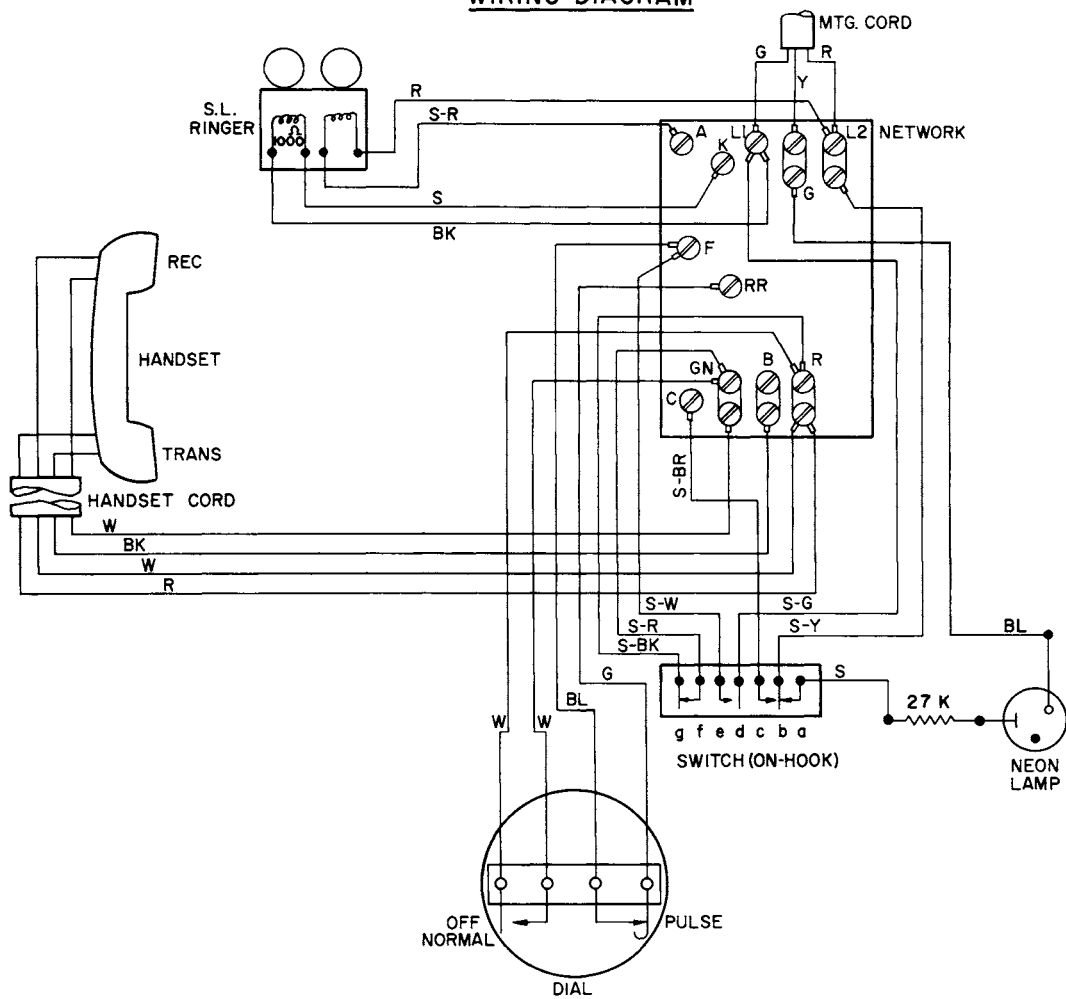 WIRING DIAGRAM
MTG. CORD
G
Y
R
S.L.
RINGER
1000Ω
R
S-R
S
BK
A
L1
L2
NETWORK
K
G
F
RR
REC
HANDSET
TRANS
HANDSET CORD
GN
B
R
C
S-BR
W
BK
W
R
S-W
S-G
S-R
S-Y
S-BK
BL
G
BL
W
W
S
27 K
g f e d c b a
SWITCH (ON-HOOK)
NEON
LAMP
OFF
NORMAL
PULSE
DIAL